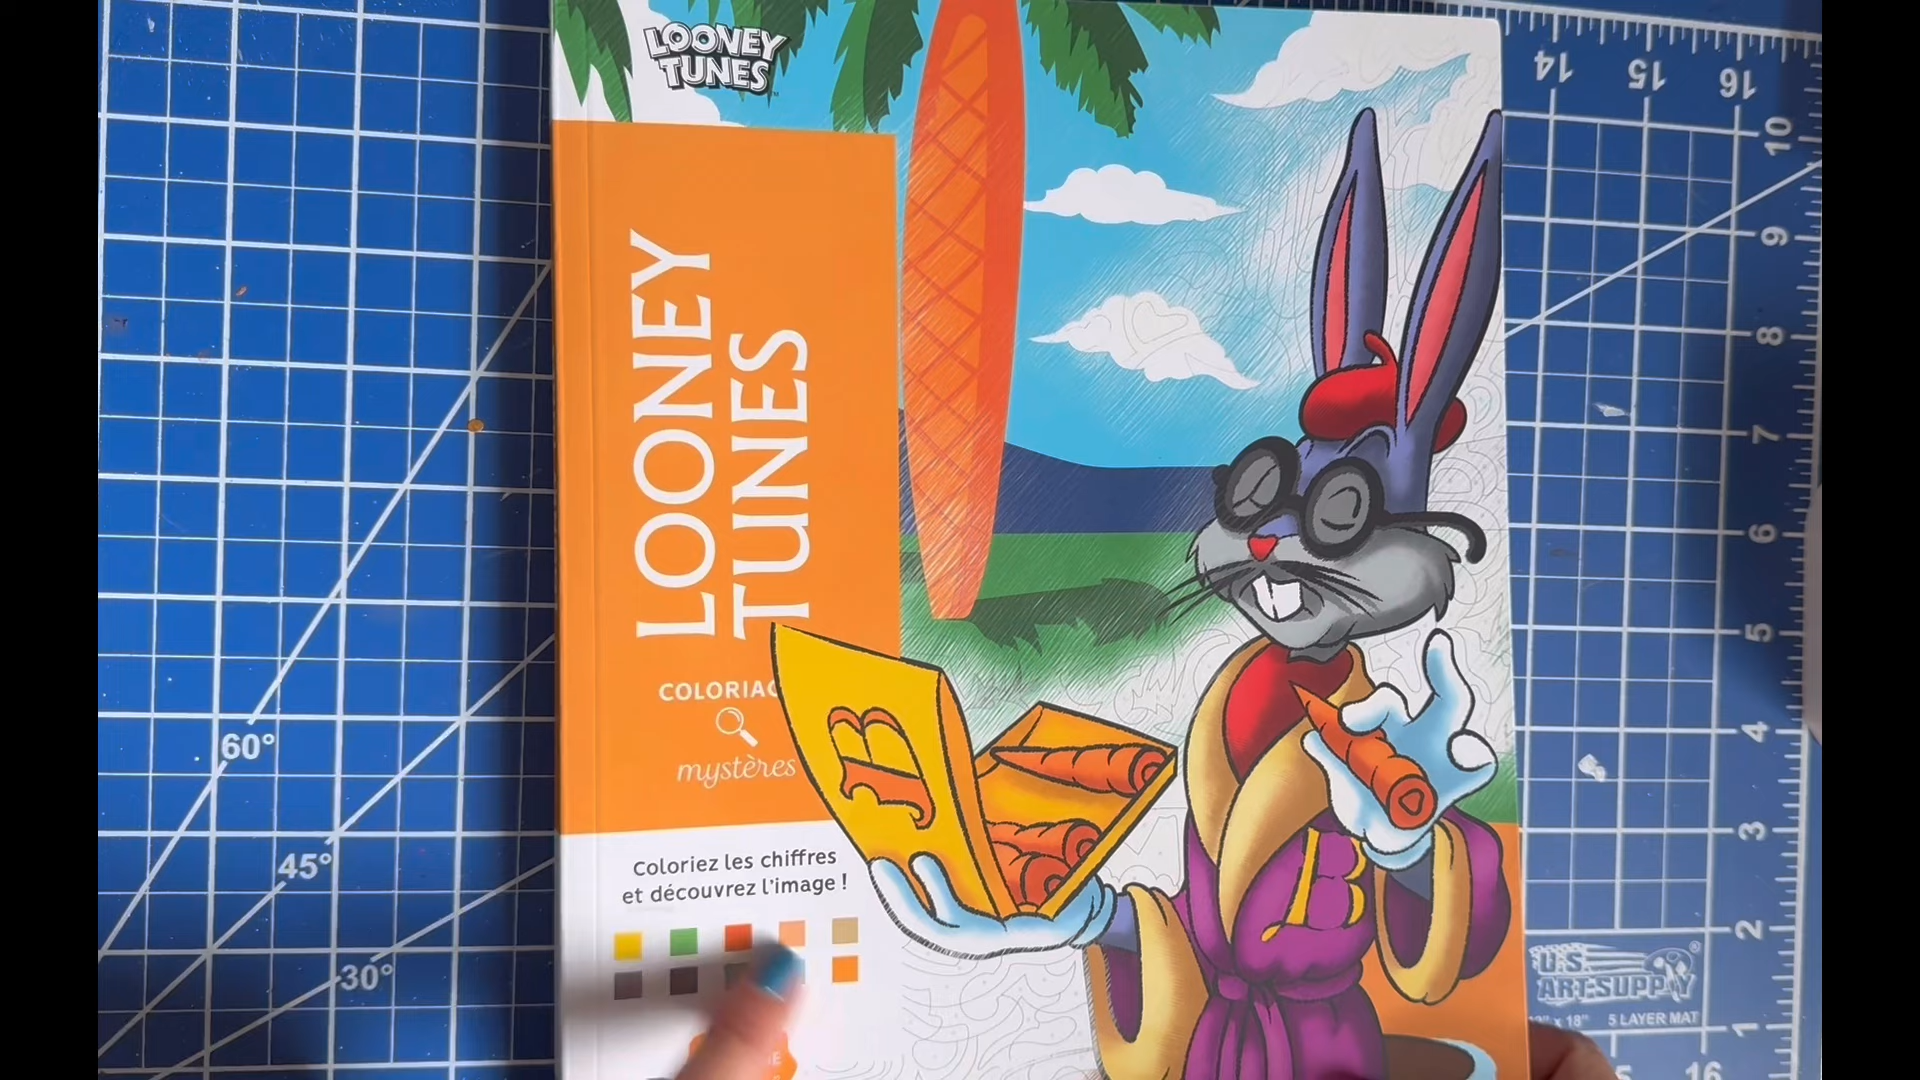 LOONEY
TUNES
LOONEY
TUNES
mystères
Coloriez les chiffres
et découvrez l'image !
B
B
60°
45°
30°
14
15
16
10
9
8
7
6
5
4
3
2
1
16
U.S.
ART SUPPLY
5 LAYER MAT